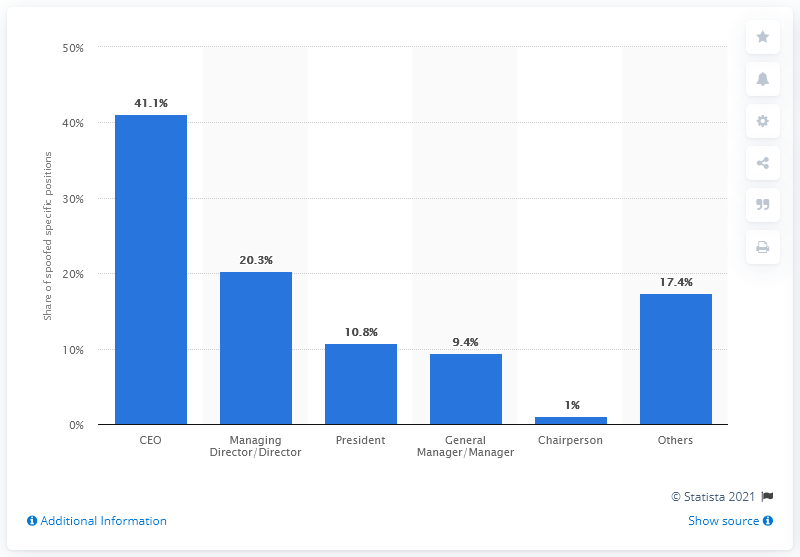 50%
40%
30%
20%
10%
0%
Share of spoofed specific positions
41.1%
20.3%
10.8%
9.4%
1%
17.4%
CEO
Managing
Director/Director
President
General
Manager/Manager
Chairperson
Others
© Statista 2021
Additional Information
Show source